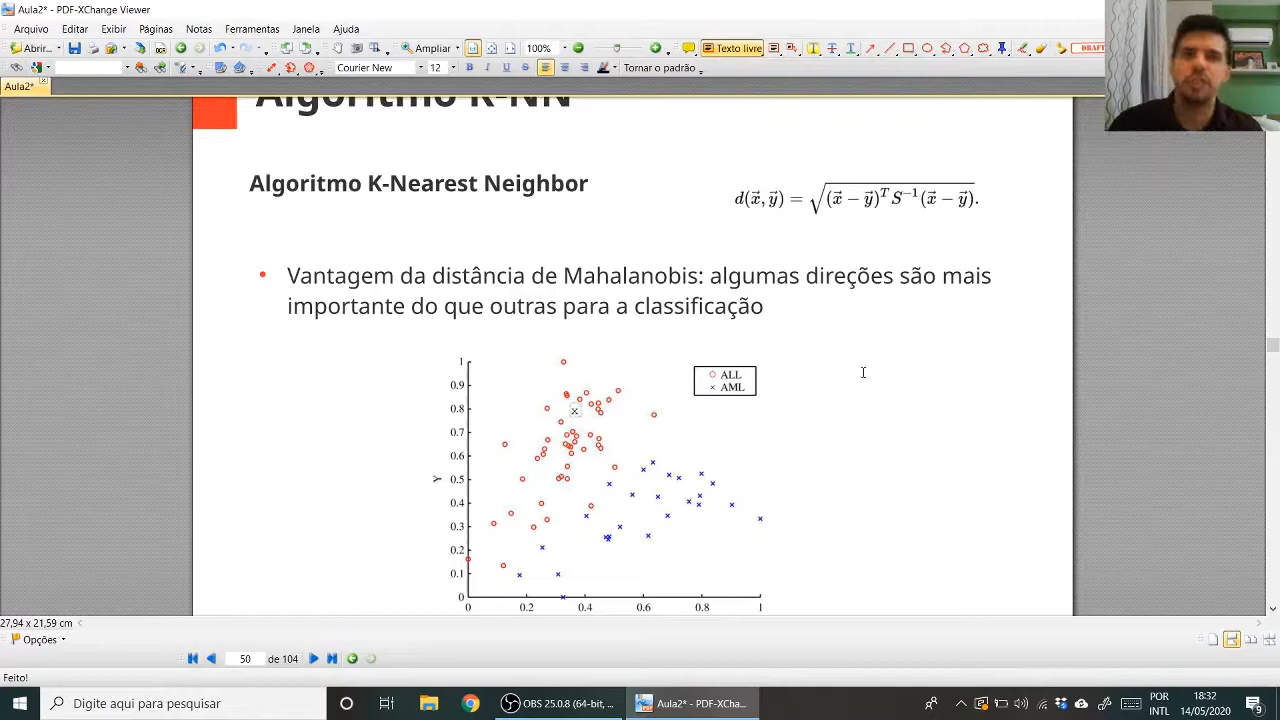 Aula2* - PDF-XChange Viewer
Arquivo Editar Exibir Páginas Notas Ferramentas Janela Ajuda
Abrir... Ampliar 100% Texto livre DRAFT
Courier New 12 B I U S Tornar o padrão
Aula2*
Algoritmo K-NN
Algoritmo K-Nearest Neighbor
d(x⃗, y⃗) = √(x⃗ − y⃗)ᵀ S⁻¹(x⃗ − y⃗).
• Vantagem da distância de Mahalanobis: algumas direções são mais
importante do que outras para a classificação
ALL
AML
Y
1
0.9
0.8
0.7
0.6
0.5
0.4
0.3
0.2
0.1
0
0 0.2 0.4 0.6 0.8 1
x
27,94 x 21,59 cm
Opções
50 de 104
Feito!
Digite aqui para pesquisar
OBS 25.0.8 (64-bit, ...
Aula2* - PDF-XCha...
POR
INTL
18:32
14/05/2020
9